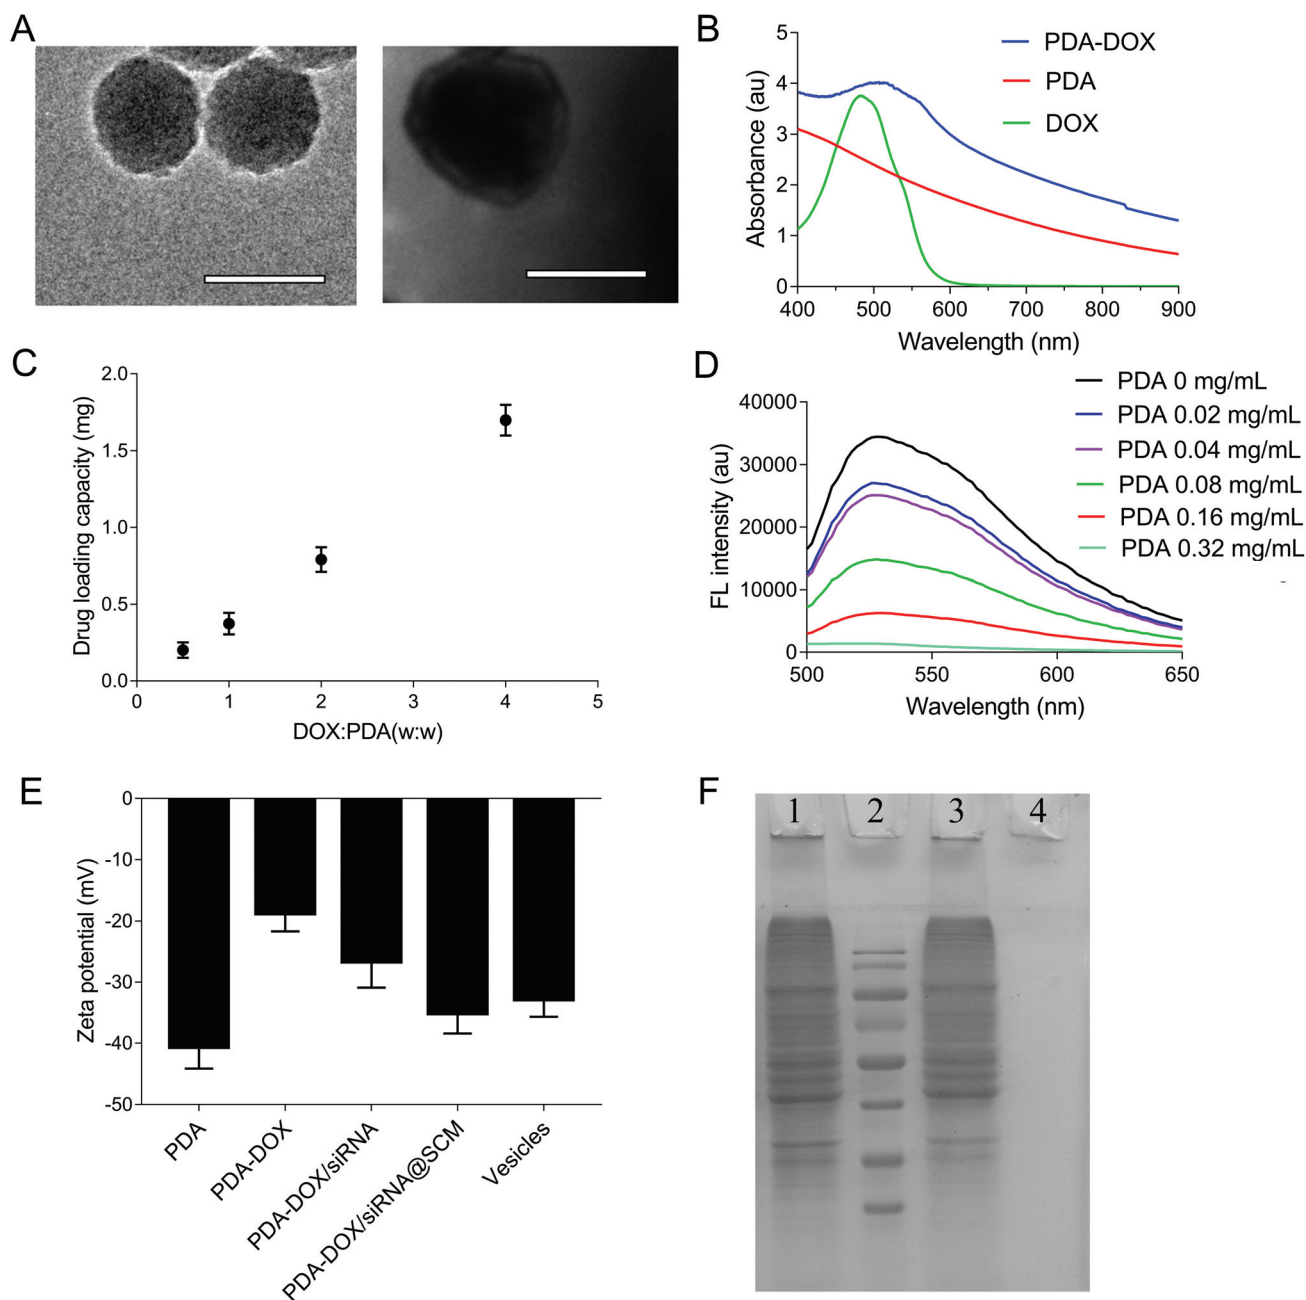 A
B
PDA-DOX
PDA
DOX
Absorbance (au)
5
4
3
2
1
0
400 500 600 700 800 900
Wavelength (nm)
C
Drug loading capacity (mg)
2.0
1.5
1.0
0.5
0.0
0 1 2 3 4 5
DOX:PDA(w:w)
D
PDA 0 mg/mL
PDA 0.02 mg/mL
PDA 0.04 mg/mL
PDA 0.08 mg/mL
PDA 0.16 mg/mL
PDA 0.32 mg/mL
FL intensity (au)
40000
30000
20000
10000
0
500 550 600 650
Wavelength (nm)
E
Zeta potential (mV)
0
-10
-20
-30
-40
-50
PDA
PDA-DOX
PDA-DOX/siRNA
PDA-DOX/siRNA@SCM
Vesicles
F
1 2 3 4